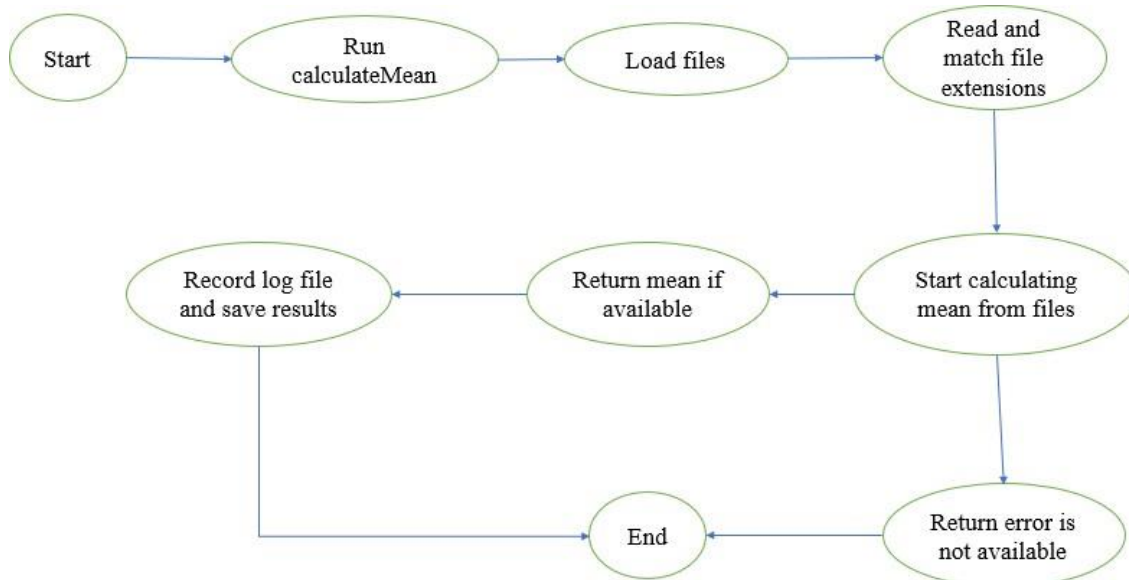 Start
Run
calculateMean
Load files
Read and
match file
extensions
Record log file
and save results
Return mean if
available
Start calculating
mean from files
End
Return error is
not available